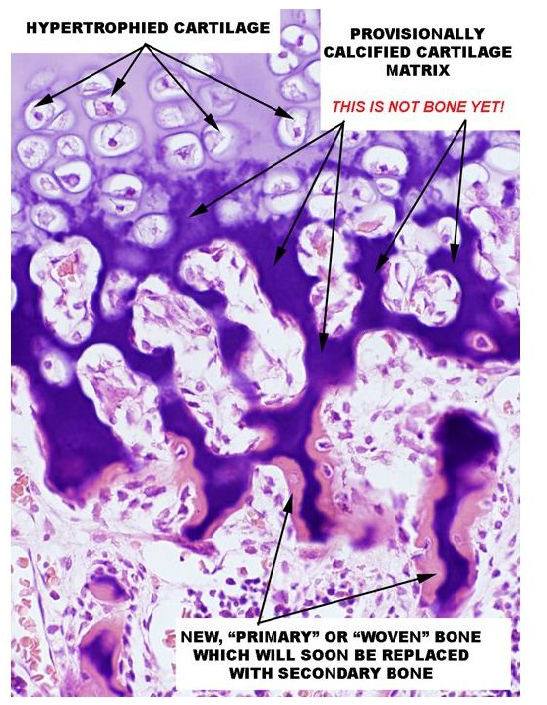 HYPERTROPHIED CARTILAGE
PROVISIONALLY
CALCIFIED CARTILAGE
MATRIX
THIS IS NOT BONE YET!
NEW, “PRIMARY” OR “WOVEN” BONE
WHICH WILL SOON BE REPLACED
WITH SECONDARY BONE